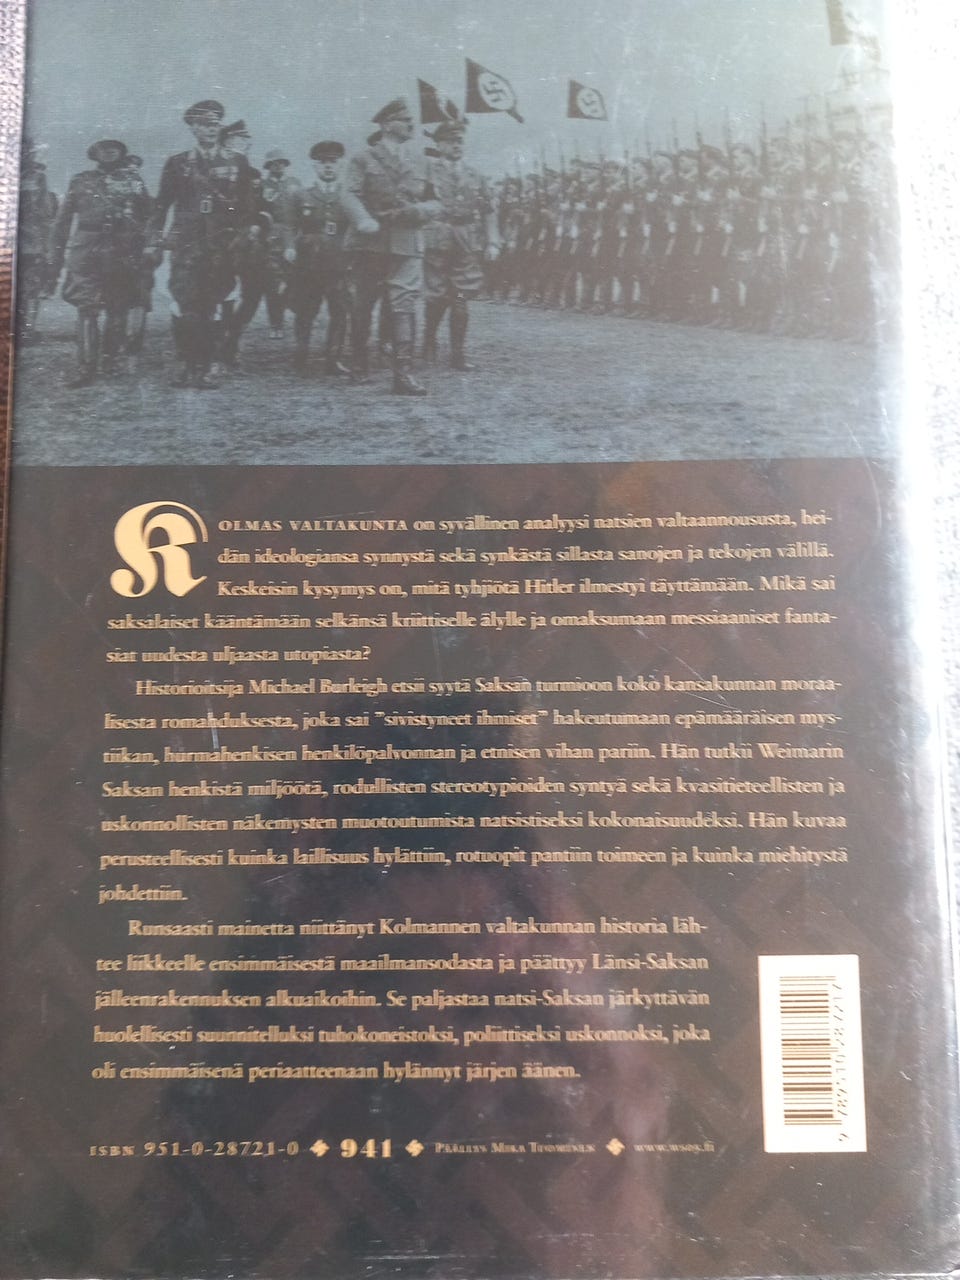 KOLMAS VALTAKUNTA on syvällinen analyysi natsien valtaannoususta, hei-
dän ideologiansa synnystä sekä synkästä sillasta sanojen ja tekojen välillä.
Keskeisin kysymys on, mitä tyhjiötä Hitler ilmestyi täyttämään. Mikä sai
saksalaiset kääntämään selkänsä kriittiselle älylle ja omaksumaan messiaaniset fanta-
siat uudesta uljaasta utopiasta?
Historioitsija Michael Burleigh etsii syytä Saksan turmioon koko kansakunnan moraa-
lisesta romahduksesta, joka sai "sivistyneet ihmiset" hakeutumaan epämääräisen mys-
tiikan, hurmahenkisen henkilöpalvonnan ja etnisen vihan pariin. Hän tutkii Weimarin
Saksan henkistä miljöötä, rodullisten stereotypioiden syntyä sekä kvasitieteellisten ja
uskonnollisten näkemysten muotoutumista natsistiseksi kokonaisuudeksi. Hän kuvaa
perusteellisesti kuinka laillisuus hylättiin, rotuopit pantiin toimeen ja kuinka miehitystä
johdettiin.
Runsaasti mainetta niittänyt Kolmannen valtakunnan historia läh-
tee liikkeelle ensimmäisestä maailmansodasta ja päättyy Länsi-Saksan
jälleenrakennuksen alkuaikoihin. Se paljastaa natsi-Saksan järkyttävän
huolellisesti suunnitelluksi tuhokoneistoksi, poliittiseksi uskonnoksi, joka
oli ensimmäisenä periaatteenaan hylännyt järjen äänen.
ISBN 951-0-28721-0 941 PÄÄLLYS MIKA TUOMINEN www.wsoy.fi
9 789510 287217